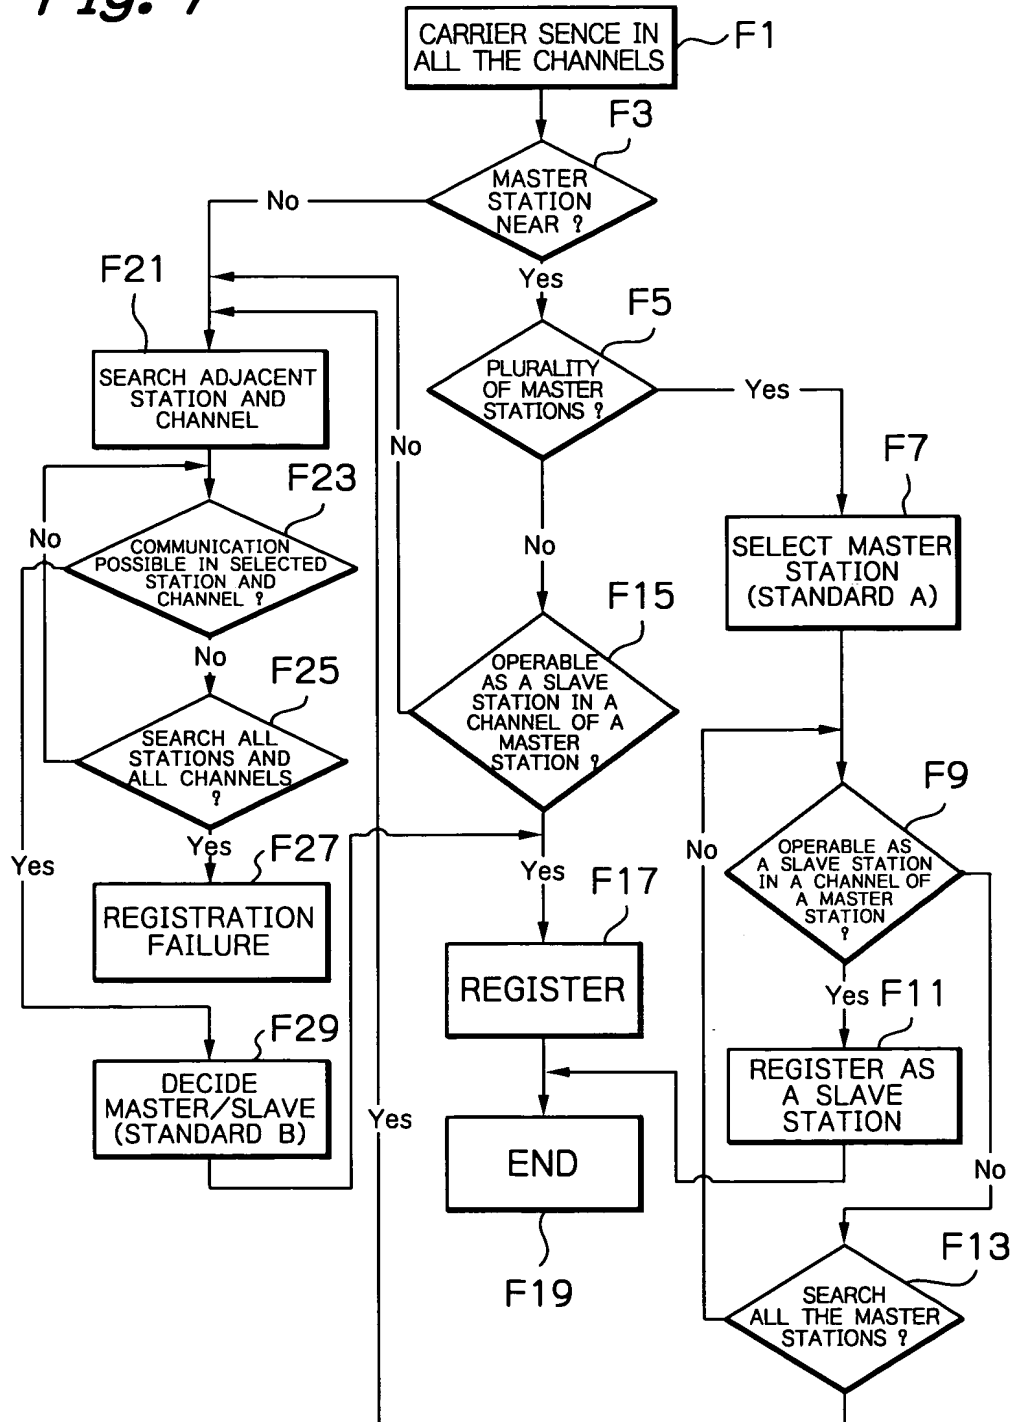 Fig. 7
CARRIER SENCE IN
ALL THE CHANNELS
F1
F3
MASTER
STATION
NEAR ?
No
Yes
F21
SEARCH ADJACENT
STATION AND
CHANNEL
F5
PLURALITY
OF MASTER
STATIONS ?
Yes
No
No
F7
SELECT MASTER
STATION
(STANDARD A)
F23
COMMUNICATION
POSSIBLE IN SELECTED
STATION AND
CHANNEL ?
No
No
F15
OPERABLE
AS A SLAVE
STATION IN A
CHANNEL OF A
MASTER
STATION ?
F25
SEARCH ALL
STATIONS AND
ALL CHANNELS
?
Yes
Yes
F9
OPERABLE AS
A SLAVE STATION
IN A CHANNEL OF
A MASTER
STATION
?
No
Yes
F27
REGISTRATION
FAILURE
F17
REGISTER
Yes
F11
REGISTER AS
A SLAVE
STATION
F29
DECIDE
MASTER/SLAVE
(STANDARD B)
Yes
END
F19
No
F13
SEARCH
ALL THE MASTER
STATIONS ?